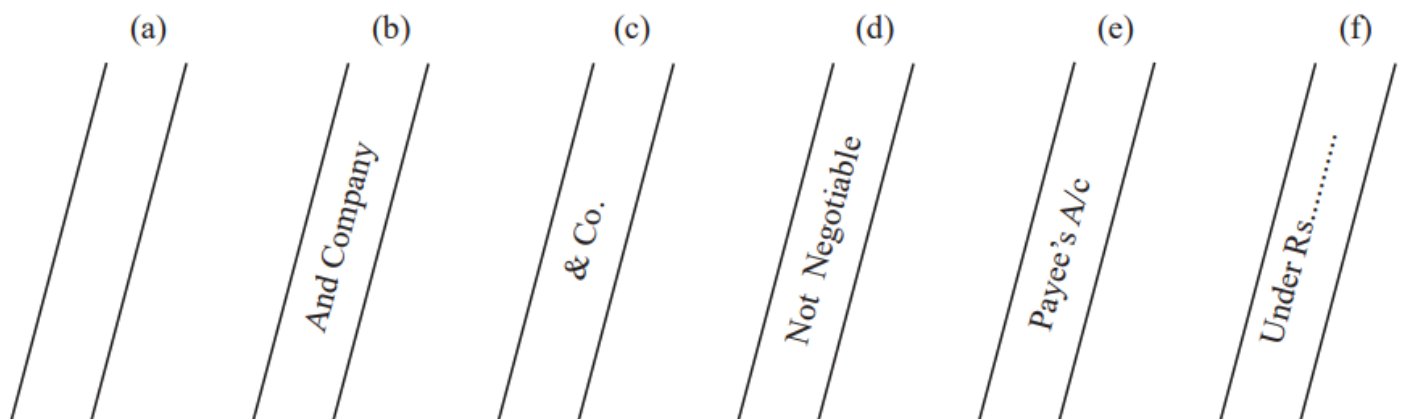 (a) (b) (c) (d) (e) (f)
And Company
& Co.
Not Negotiable
Payee’s A/c
Under Rs...........